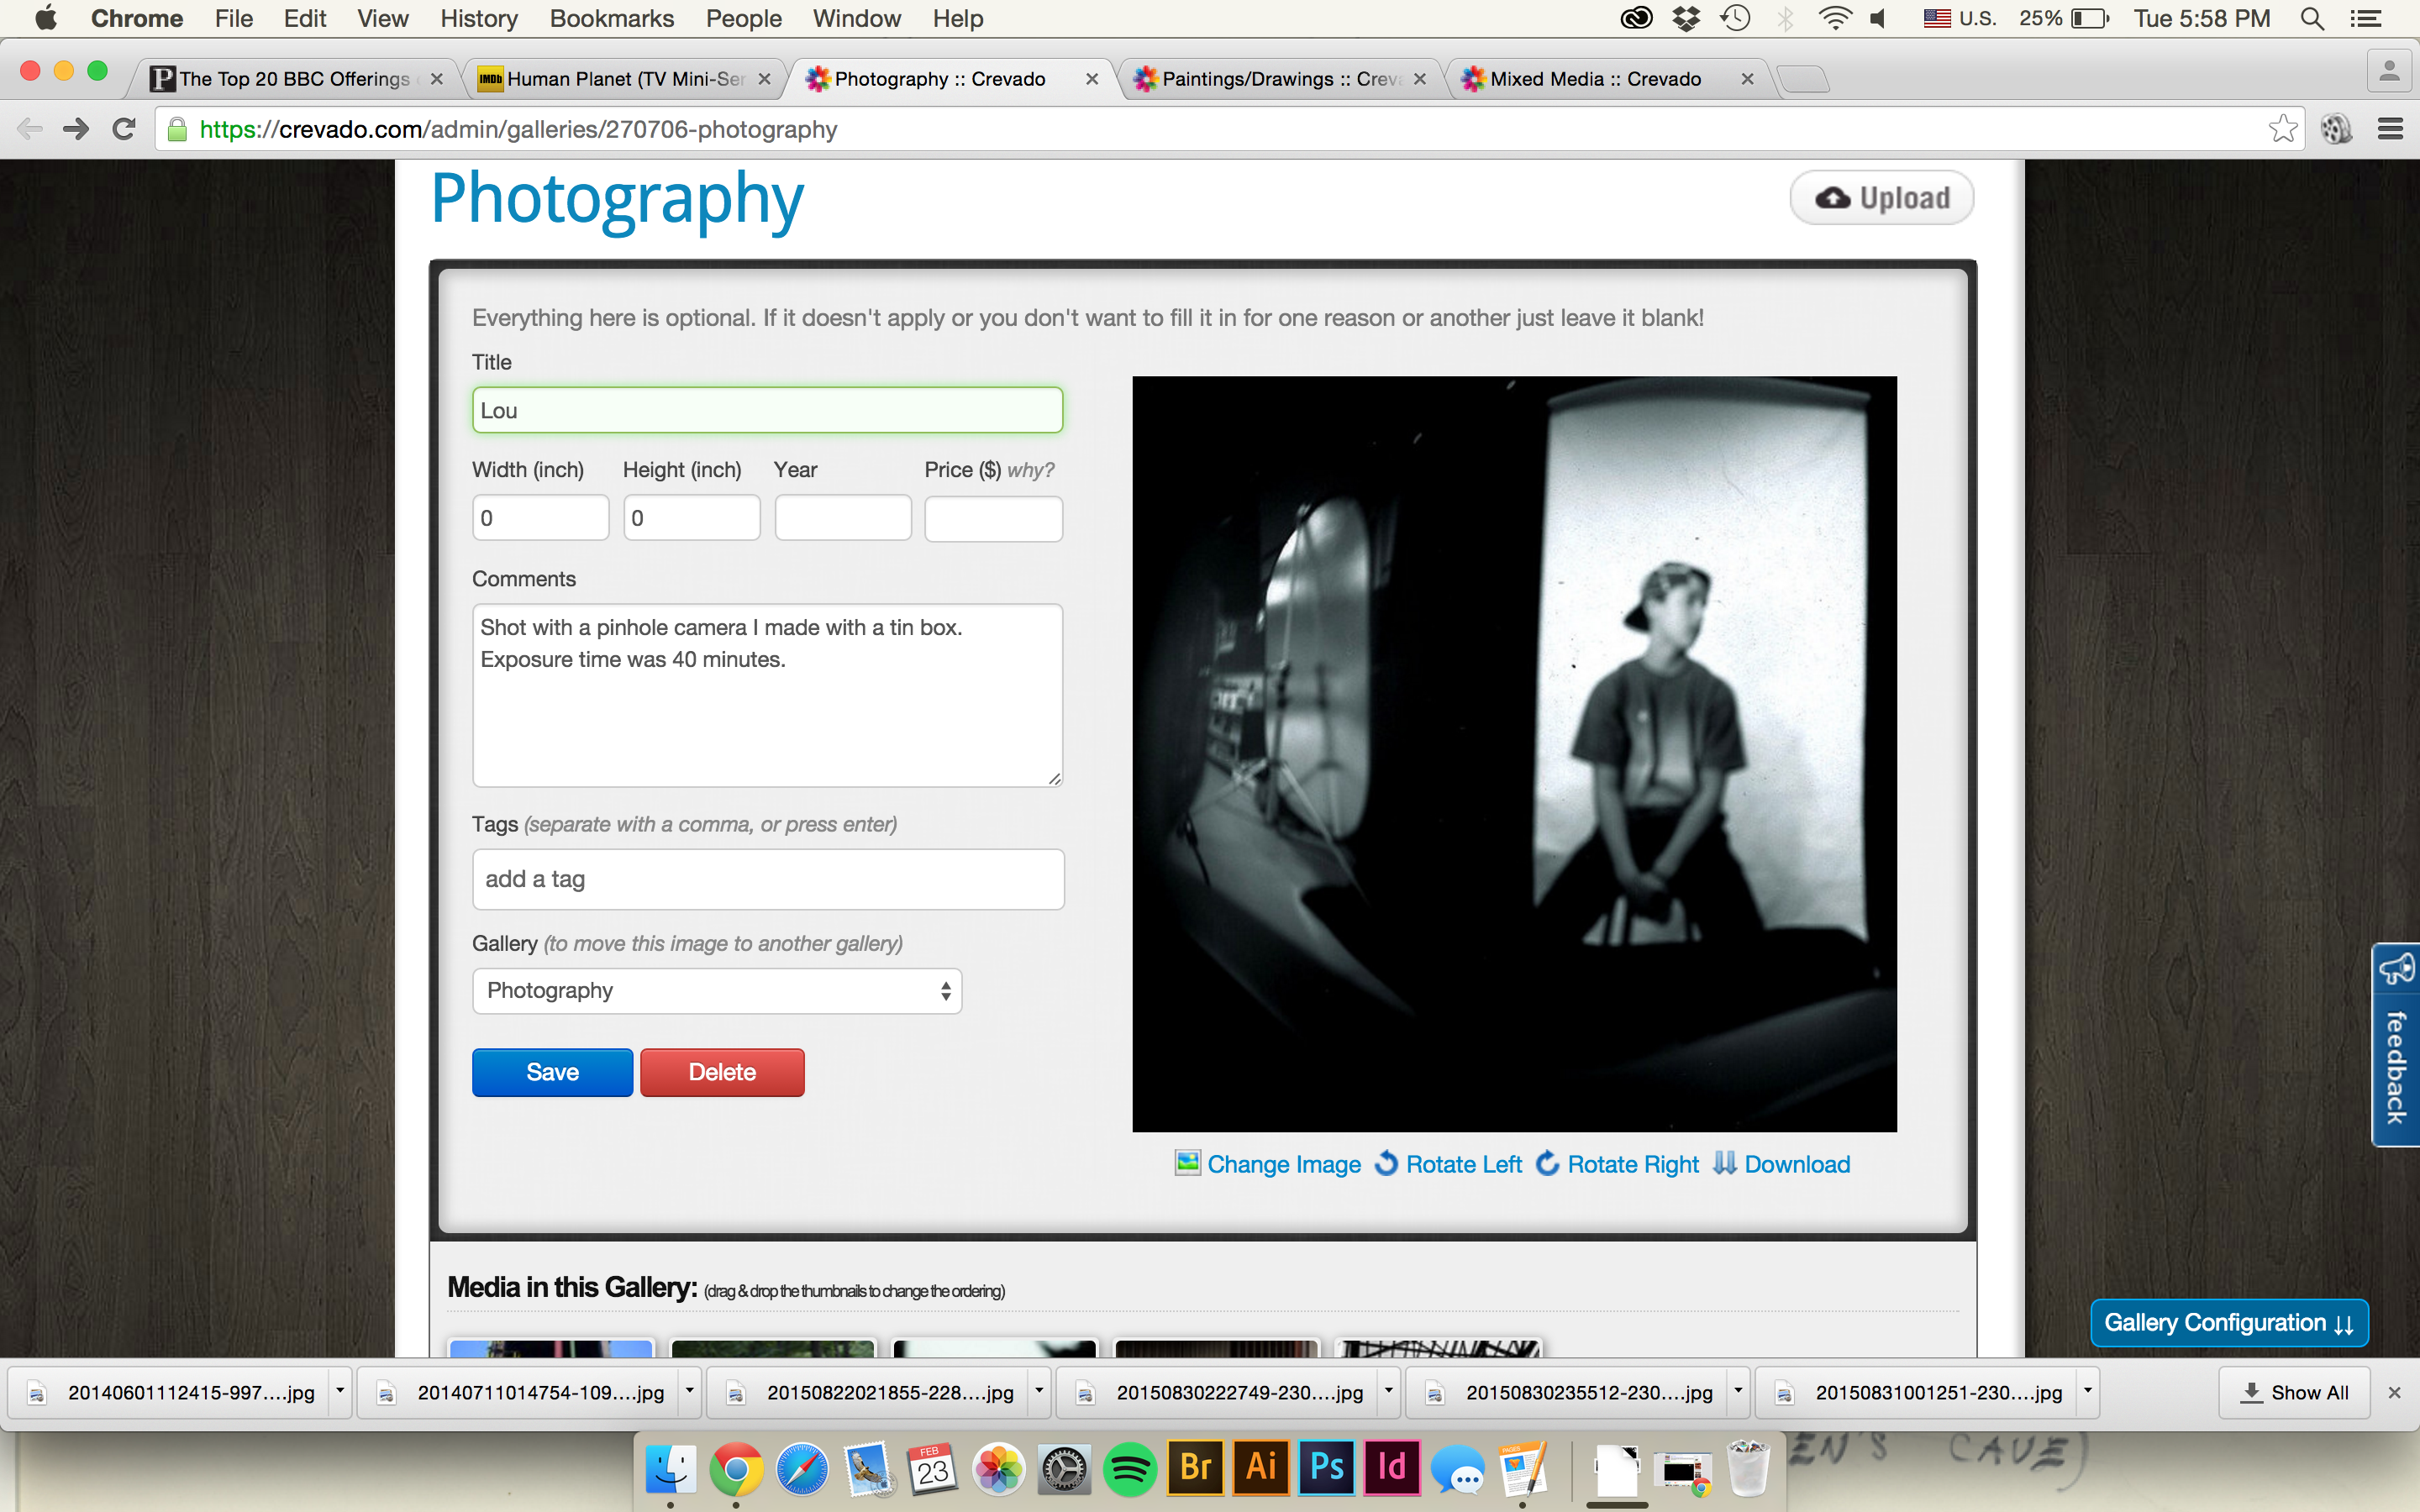 Chrome File Edit View History Bookmarks People Window Help U.S. 25% Tue 5:58 PM
The Top 20 BBC Offerings Human Planet (TV Mini-Ser Photography :: Crevado Paintings/Drawings :: Creva Mixed Media :: Crevado
https://crevado.com/admin/galleries/270706-photography
Photography
Upload
Everything here is optional. If it doesn't apply or you don't want to fill it in for one reason or another just leave it blank!
Title
Lou
Width (inch) Height (inch) Year Price ($) why?
0 0
Comments
Shot with a pinhole camera I made with a tin box.
Exposure time was 40 minutes.
Tags (separate with a comma, or press enter)
add a tag
Gallery (to move this image to another gallery)
Photography
Save Delete
Change Image Rotate Left Rotate Right Download
feedback
Media in this Gallery: (drag & drop the thumbnails to change the ordering)
Gallery Configuration
20140601112415-997....jpg 20140711014754-109....jpg 20150822021855-228....jpg 20150830222749-230....jpg 20150830235512-230....jpg 20150831001251-230....jpg Show All
FEB
23
Br Ai Ps Id
PAGES
EN'S CAVE)